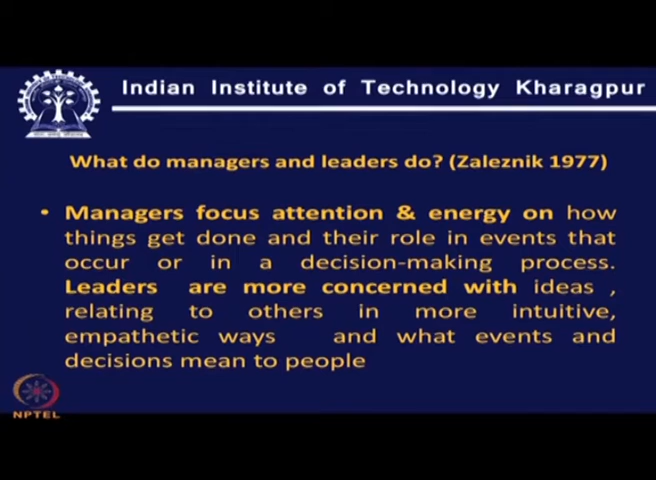 Indian Institute of Technology Kharagpur
What do managers and leaders do? (Zaleznik 1977)
• Managers focus attention & energy on how
things get done and their role in events that
occur or in a decision-making process.
Leaders are more concerned with ideas ,
relating to others in more intuitive,
empathetic ways and what events and
decisions mean to people
NPTEL